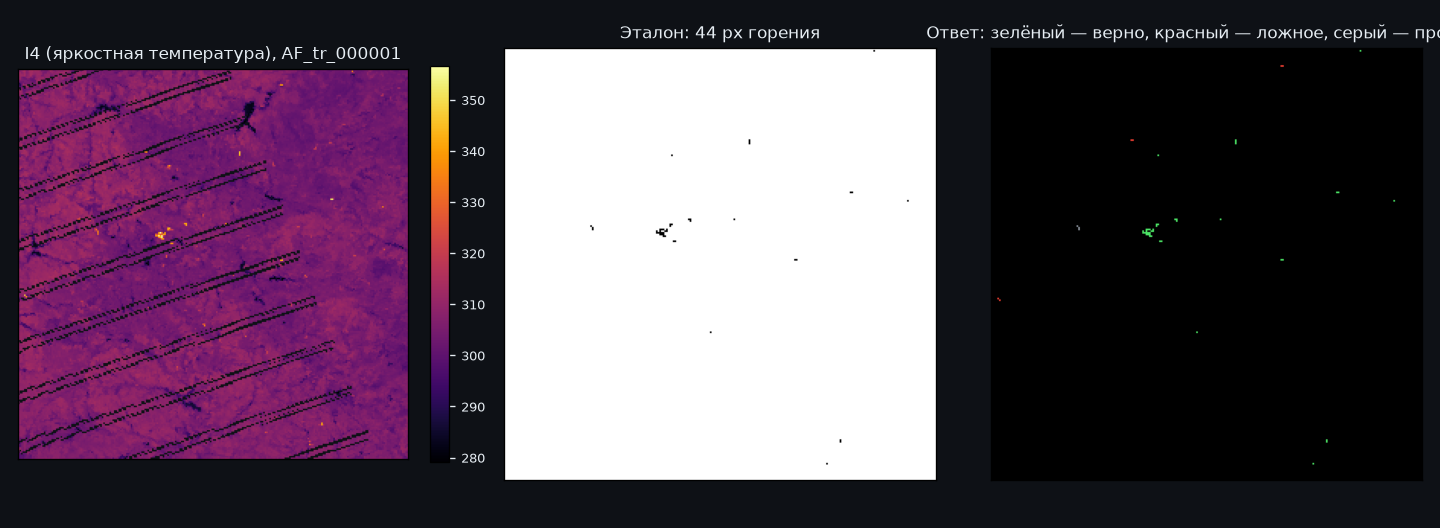 I4 (яркостная температура), AF_tr_000001
Эталон: 44 px горения
Ответ: зелёный — верно, красный — ложное, серый — про
350
340
330
320
310
300
290
280